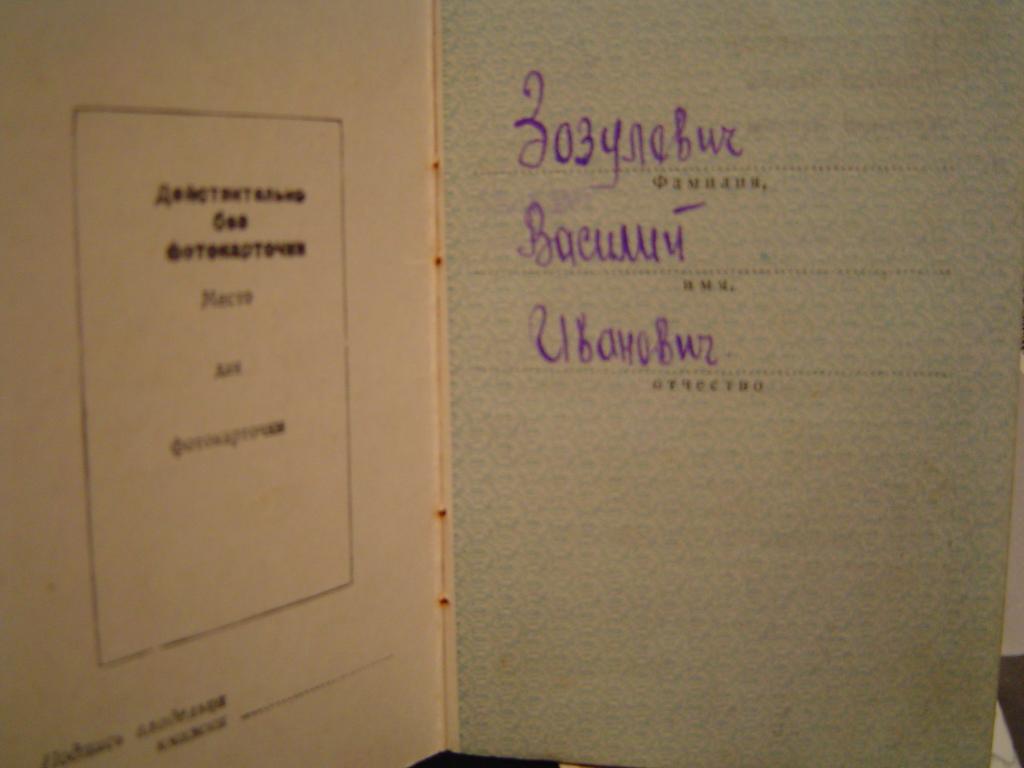 Действительно
без
фотокарточки
Место
для
фотокарточки
Подпись владельца
книжки
Зозулевич
Фамилия,
Василий
имя,
Иванович
отчество